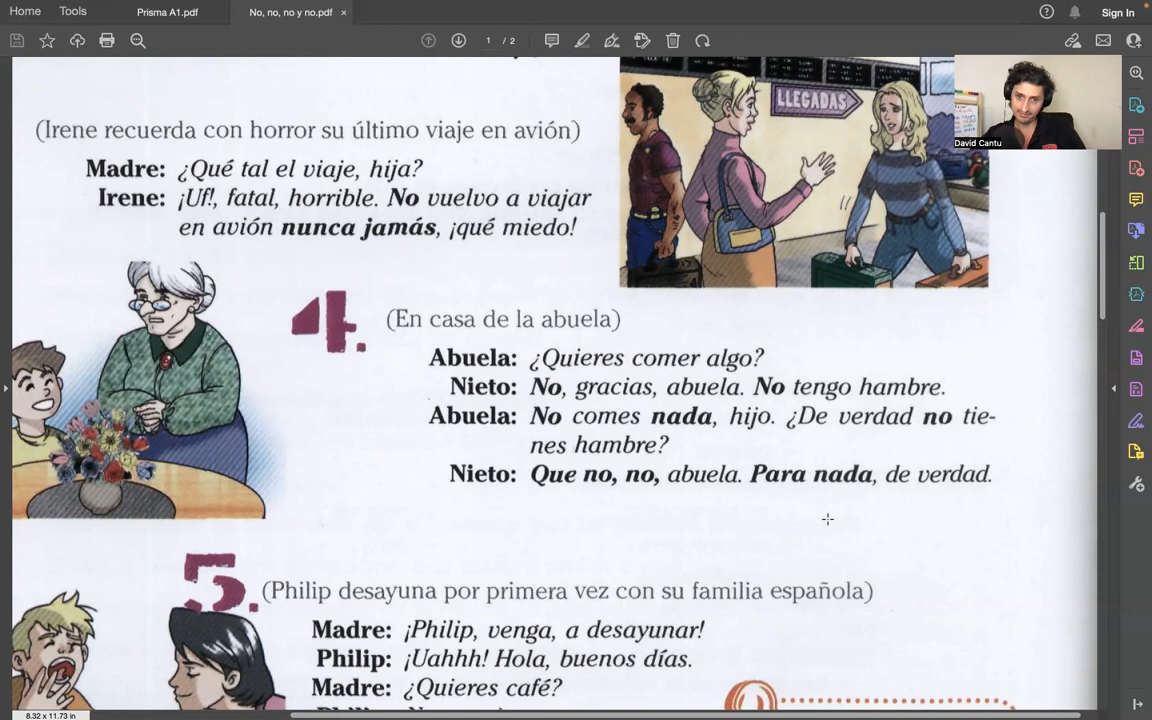 Home Tools Prisma A1.pdf No, no, no y no.pdf × Sign In
1 / 2
LLEGADAS
David Cantu
(Irene recuerda con horror su último viaje en avión)
Madre: ¿Qué tal el viaje, hija?
Irene: ¡Uf!, fatal, horrible. No vuelvo a viajar
en avión nunca jamás, ¡qué miedo!
4. (En casa de la abuela)
Abuela: ¿Quieres comer algo?
Nieto: No, gracias, abuela. No tengo hambre.
Abuela: No comes nada, hijo. ¿De verdad no tie-
nes hambre?
Nieto: Que no, no, abuela. Para nada, de verdad.
5. (Philip desayuna por primera vez con su familia española)
Madre: ¡Philip, venga, a desayunar!
Philip: ¡Uahhh! Hola, buenos días.
Madre: ¿Quieres café?
8.32 x 11.73 in